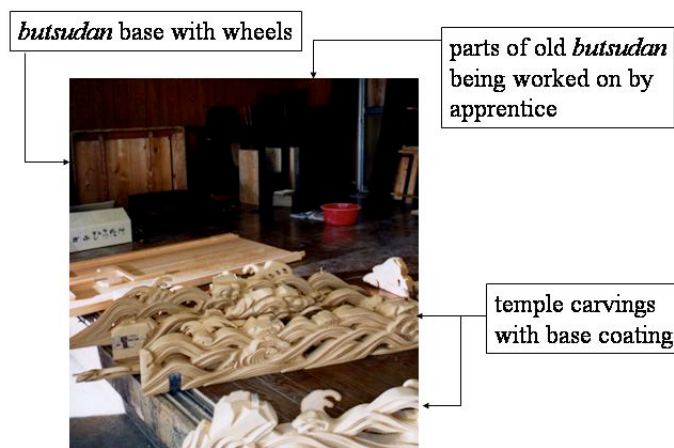 butsudan base with wheels
parts of old butsudan
being worked on by
apprentice
temple carvings
with base coating